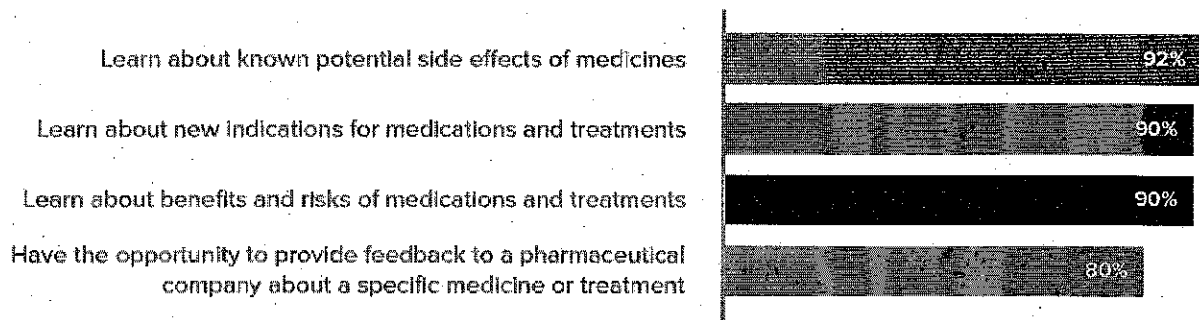 Learn about known potential side effects of medicines
92%
Learn about new indications for medications and treatments
90%
Learn about benefits and risks of medications and treatments
90%
Have the opportunity to provide feedback to a pharmaceutical
company about a specific medicine or treatment
80%